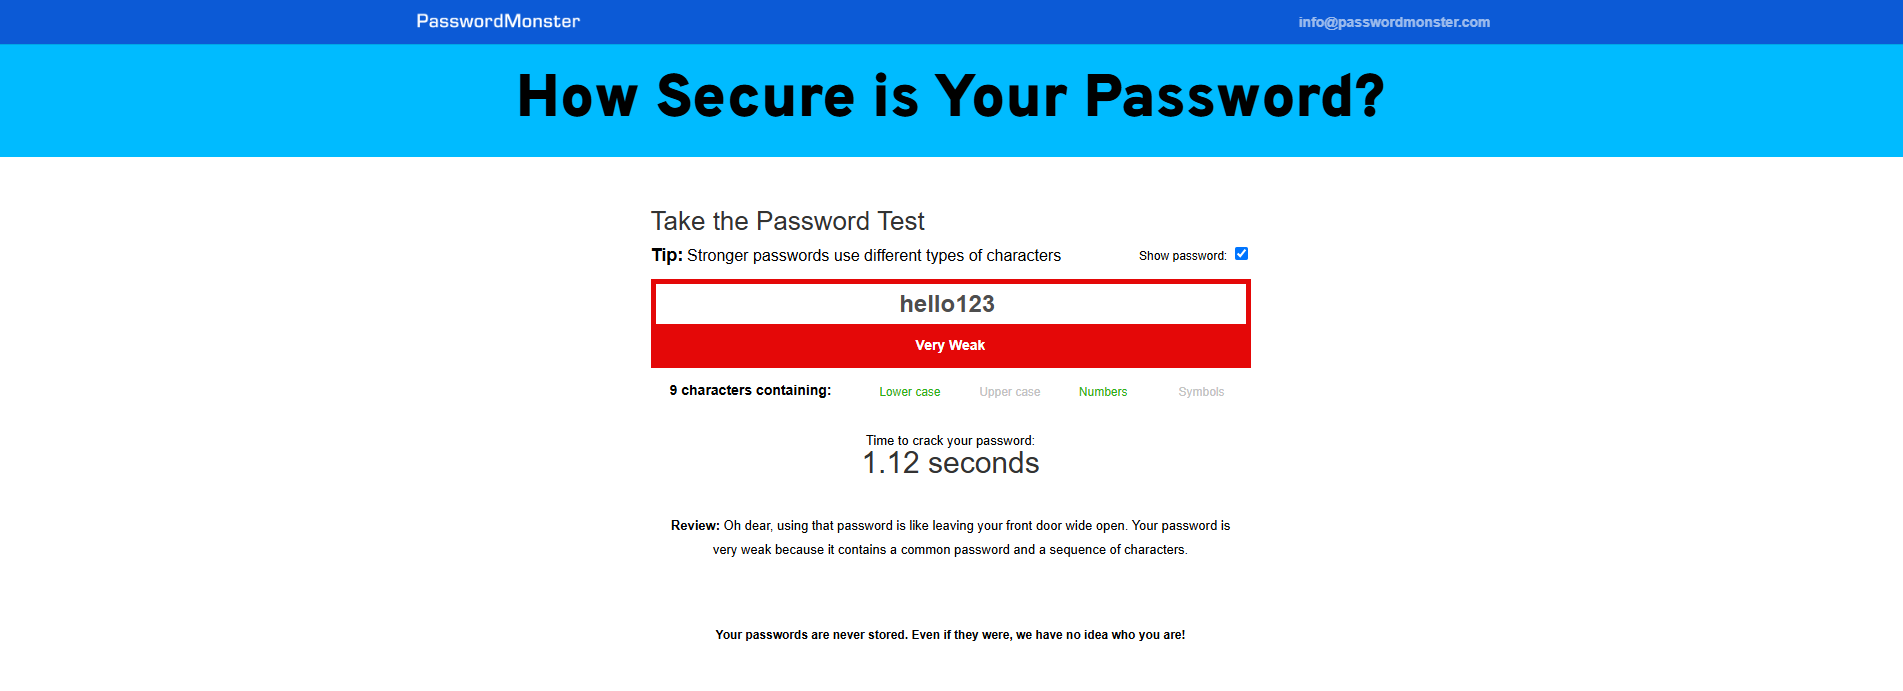 PasswordMonster
info@passwordmonster.com
How Secure is Your Password?
Take the Password Test
Tip: Stronger passwords use different types of characters
Show password:
hello123
Very Weak
9 characters containing:
Lower case
Upper case
Numbers
Symbols
Time to crack your password:
1.12 seconds
Review: Oh dear, using that password is like leaving your front door wide open. Your password is
very weak because it contains a common password and a sequence of characters.
Your passwords are never stored. Even if they were, we have no idea who you are!